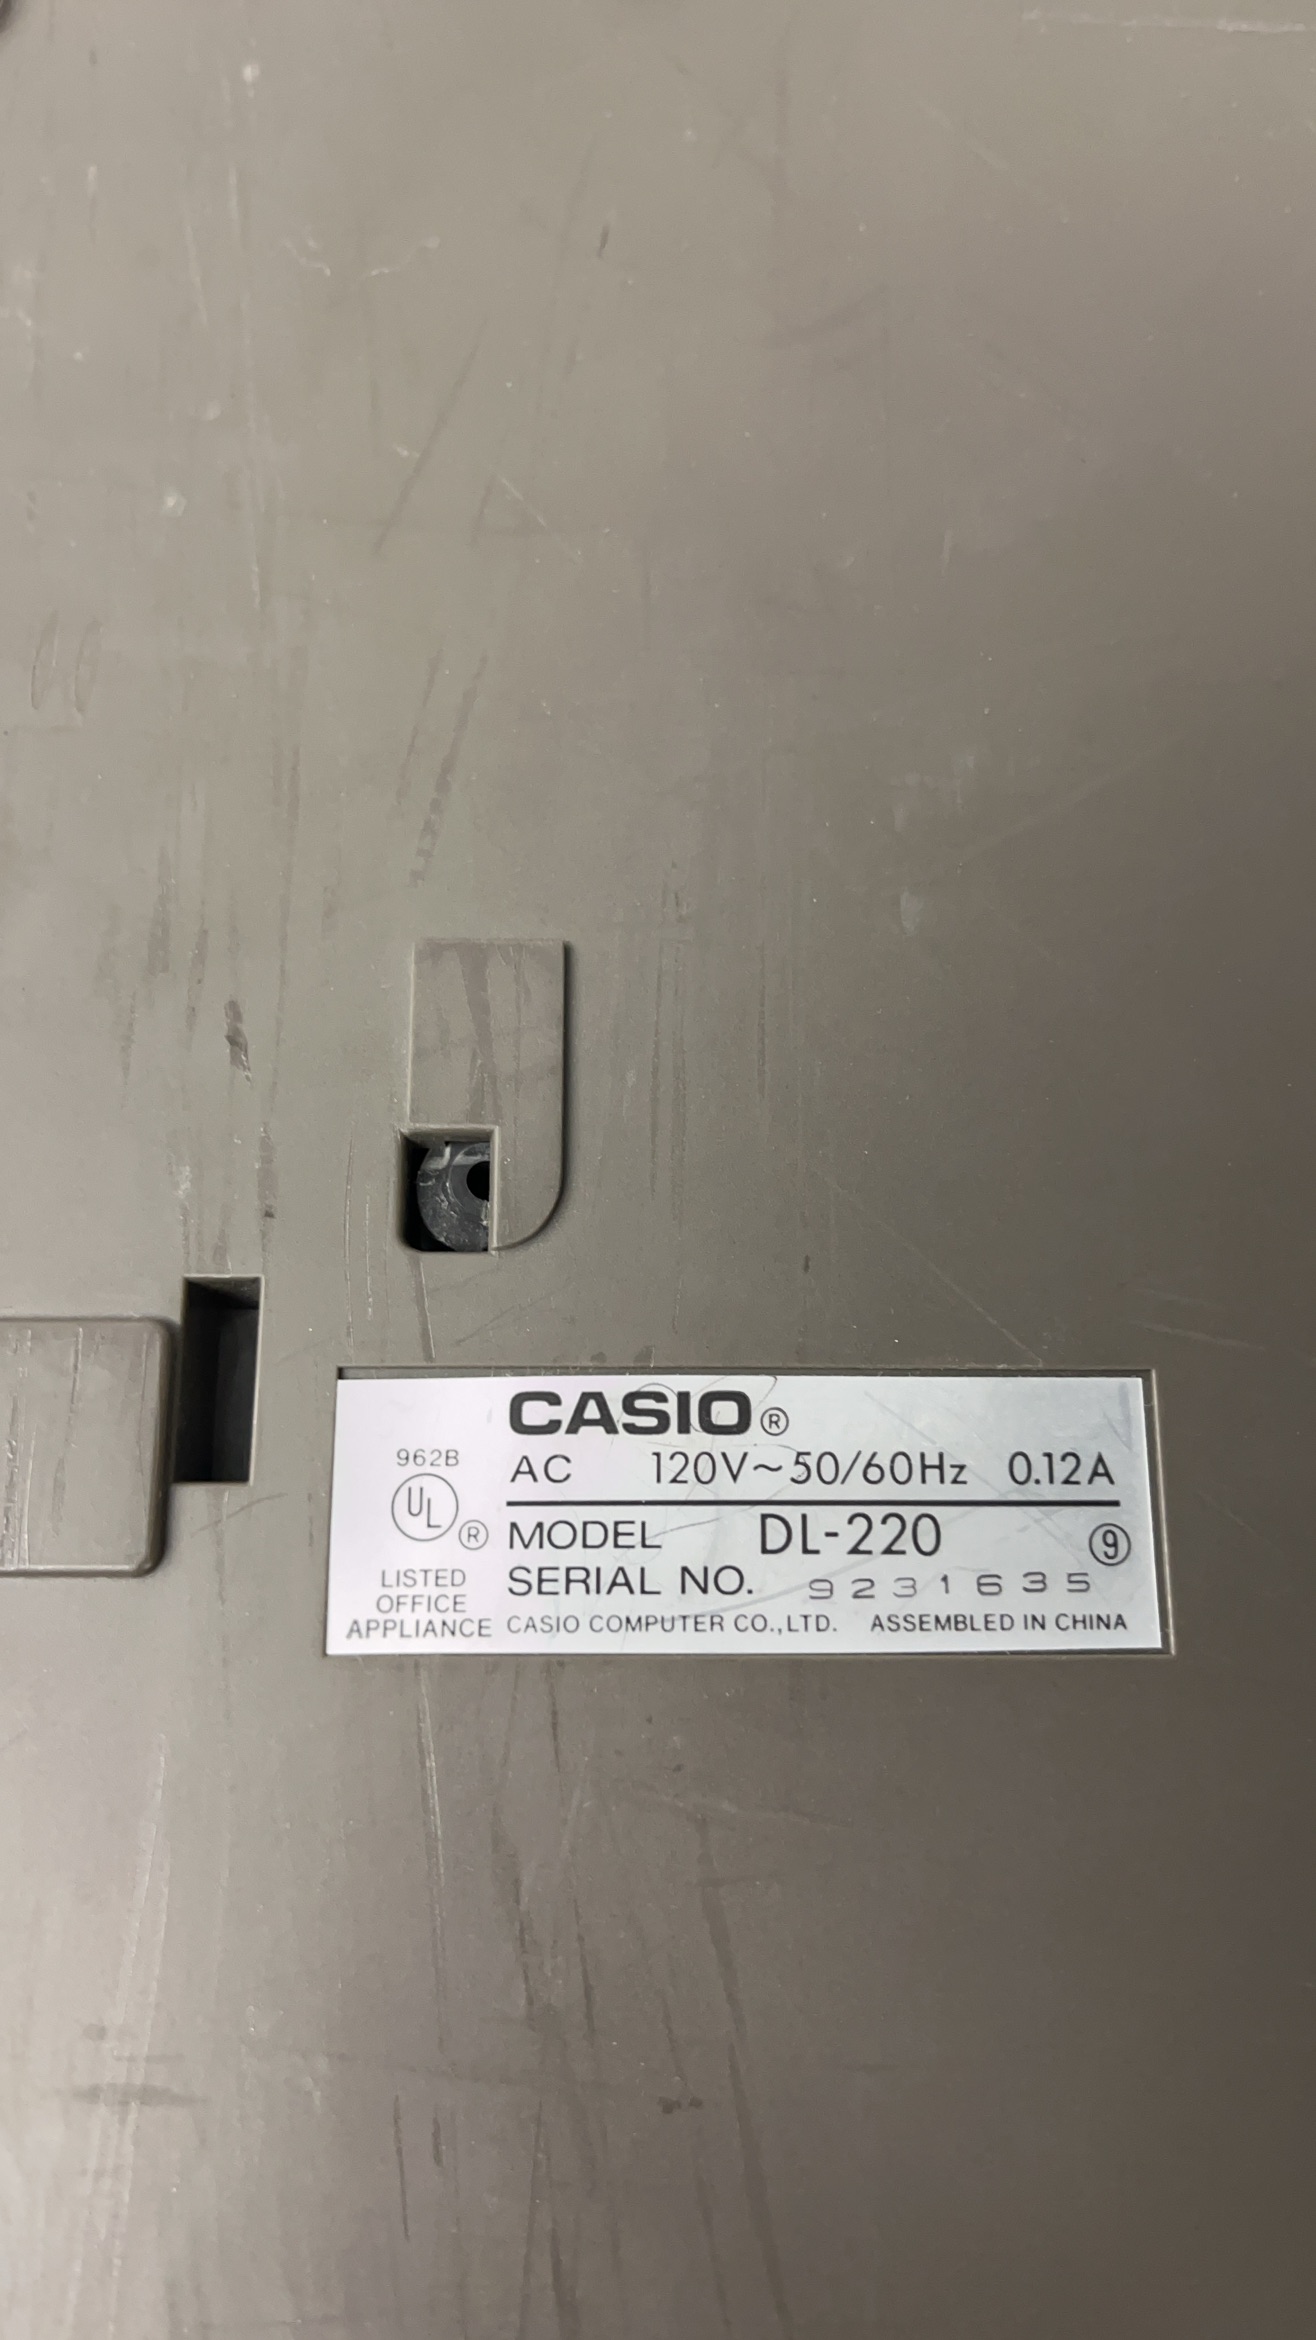 CASIO®
962B
AC 120V~50/60Hz 0.12A
UL®
MODEL DL-220 ⑨
SERIAL NO. 9231635
LISTED
OFFICE
APPLIANCE
CASIO COMPUTER CO.,LTD. ASSEMBLED IN CHINA